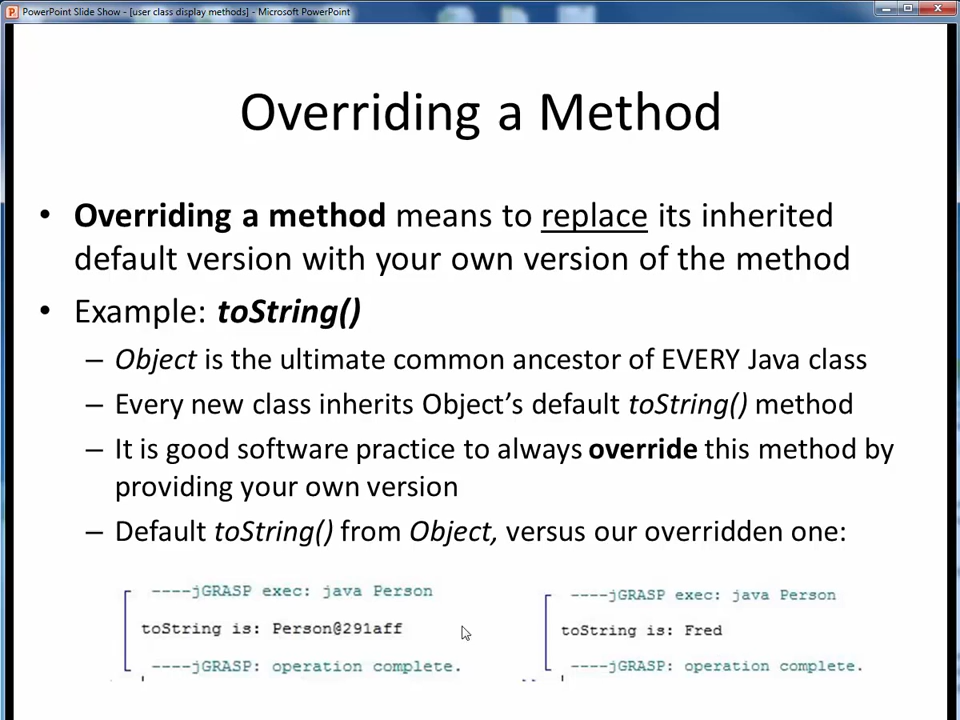 PowerPoint Slide Show - [user class display methods] - Microsoft PowerPoint
Overriding a Method
• Overriding a method means to replace its inherited
default version with your own version of the method
• Example: toString()
– Object is the ultimate common ancestor of EVERY Java class
– Every new class inherits Object's default toString() method
– It is good software practice to always override this method by
providing your own version
– Default toString() from Object, versus our overridden one:
----jGRASP exec: java Person
toString is: Person@291aff
----jGRASP: operation complete.
----jGRASP exec: java Person
toString is: Fred
----jGRASP: operation complete.